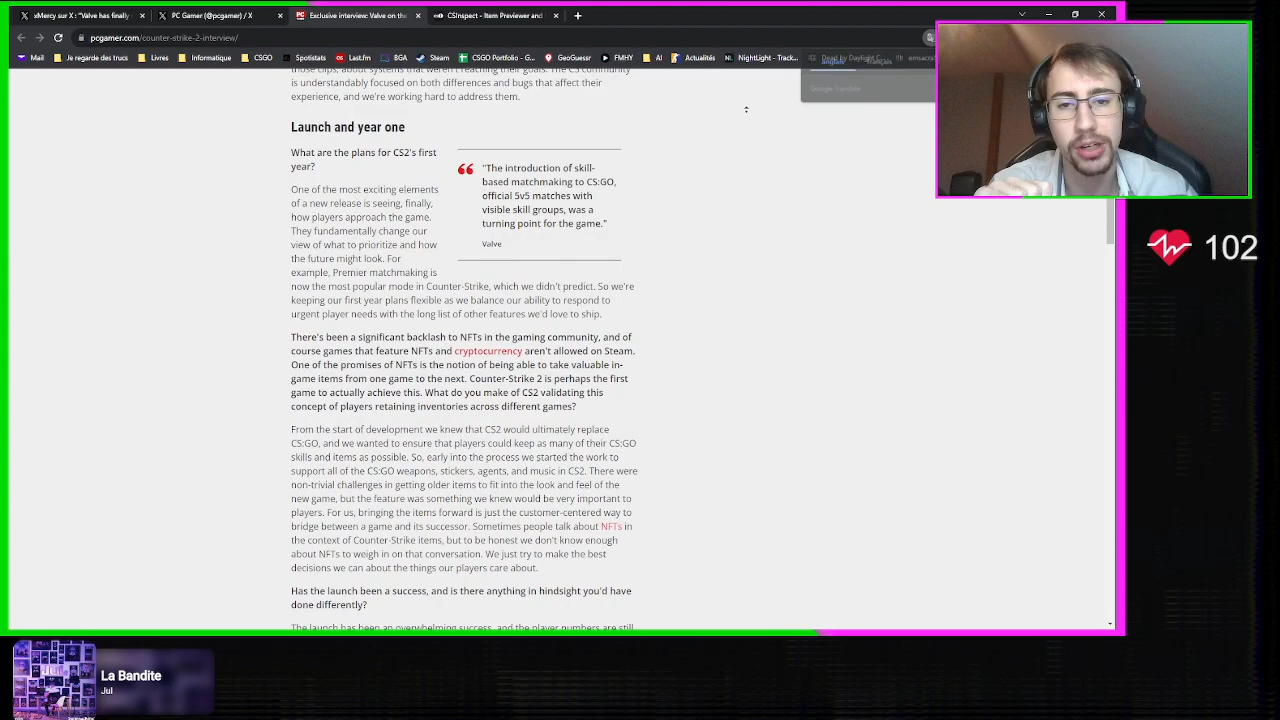 xMercy sur X : "Valve has finally
PC Gamer (@pcgamer) / X
Exclusive interview: Valve on the
CSInspect - Item Previewer and
pcgamer.com/counter-strike-2-interview/
Mail
Je regarde des trucs
Livres
Informatique
CSGO
Spotistats
Last.fm
BGA
Steam
CSGO Portfolio - G...
GeoGuessr
FMHY
AI
Actualités
NightLight - Track...
Dead by Daylight C...
emsacra
anglais
français
Google Translate
those clips, about systems that weren't reaching their goals. The CS community
is understandably focused on both differences and bugs that affect their
experience, and we're working hard to address them.
Launch and year one
What are the plans for CS2's first
year?
One of the most exciting elements
of a new release is seeing, finally,
how players approach the game.
They fundamentally change our
view of what to prioritize and how
the future might look. For
example, Premier matchmaking is
now the most popular mode in Counter-Strike, which we didn't predict. So we're
keeping our first year plans flexible as we balance our ability to respond to
urgent player needs with the long list of other features we'd love to ship.
"The introduction of skill-
based matchmaking to CS:GO,
official 5v5 matches with
visible skill groups, was a
turning point for the game."
Valve
There's been a significant backlash to NFTs in the gaming community, and of
course games that feature NFTs and cryptocurrency aren't allowed on Steam.
One of the promises of NFTs is the notion of being able to take valuable in-
game items from one game to the next. Counter-Strike 2 is perhaps the first
game to actually achieve this. What do you make of CS2 validating this
concept of players retaining inventories across different games?
From the start of development we knew that CS2 would ultimately replace
CS:GO, and we wanted to ensure that players could keep as many of their CS:GO
skills and items as possible. So, early into the process we started the work to
support all of the CS:GO weapons, stickers, agents, and music in CS2. There were
non-trivial challenges in getting older items to fit into the look and feel of the
new game, but the feature was something we knew would be very important to
players. For us, bringing the items forward is just the customer-centered way to
bridge between a game and its successor. Sometimes people talk about NFTs in
the context of Counter-Strike items, but to be honest we don't know enough
about NFTs to weigh in on that conversation. We just try to make the best
decisions we can about the things our players care about.
Has the launch been a success, and is there anything in hindsight you'd have
done differently?
The launch has been an overwhelming success, and the player numbers are still
102
La Bandite
Jul